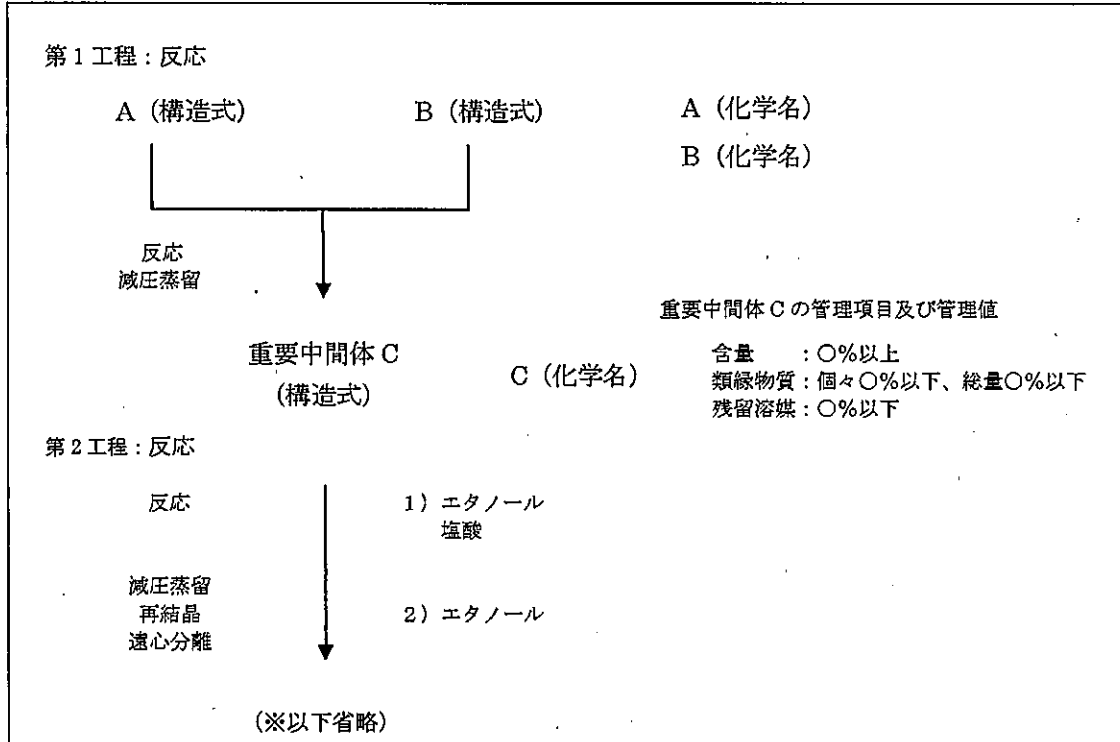 第1工程：反応
A（構造式）
B（構造式）
A（化学名）
B（化学名）
反応
減圧蒸留
重要中間体C
(構造式)
C（化学名）
重要中間体Cの管理項目及び管理値
含量　　：○％以上
類縁物質：個々○％以下、総量○％以下
残留溶媒：○％以下
第2工程：反応
反応
1）エタノール
塩酸
減圧蒸留
再結晶
遠心分離
2）エタノール
（※以下省略）